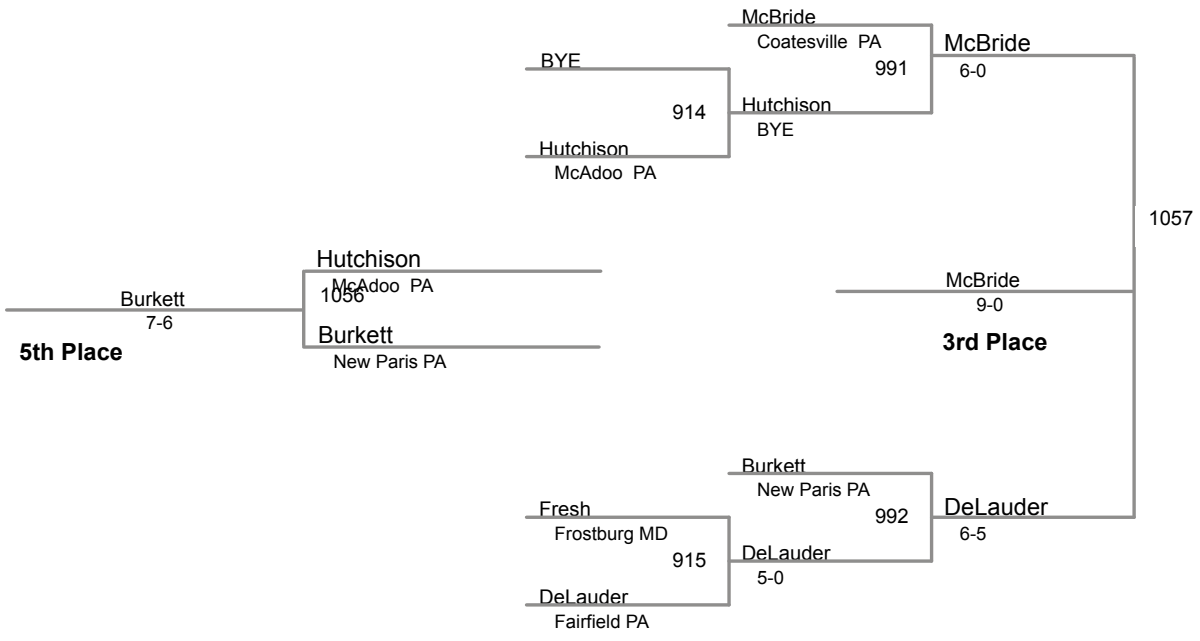 McBride
Coatesville PA
991
McBride
6-0
BYE
914
Hutchison
BYE
Hutchison
McAdoo PA
1057
Hutchison
McAdoo PA
1056
Burkett
7-6
5th Place
Burkett
New Paris PA
McBride
9-0
3rd Place
Burkett
New Paris PA
992
DeLauder
6-5
Fresh
Frostburg MD
915
DeLauder
5-0
DeLauder
Fairfield PA